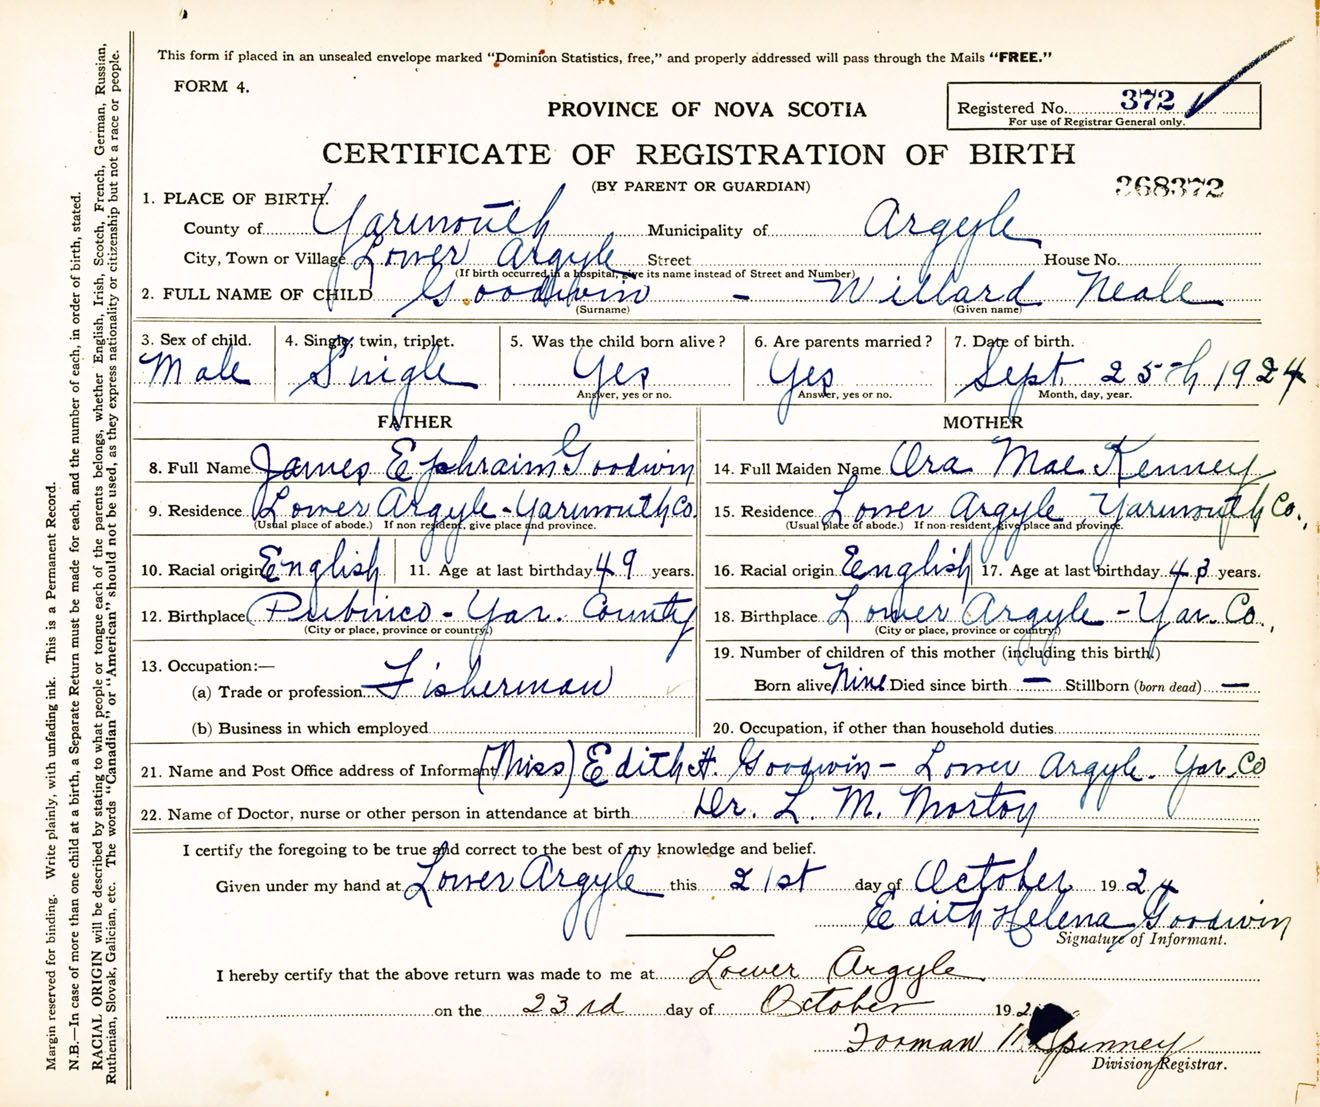 This form if placed in an unsealed envelope marked “Dominion Statistics, free,” and properly addressed will pass through the Mails “FREE.”
FORM 4.
PROVINCE OF NOVA SCOTIA
Registered No. 372
For use of Registrar General only.
CERTIFICATE OF REGISTRATION OF BIRTH
(BY PARENT OR GUARDIAN)
368372
1. PLACE OF BIRTH.
County of Yarmouth Municipality of Argyle
City, Town or Village Lower Argyle Street House No.
(If birth occurred in a hospital, give its name instead of Street and Number)
2. FULL NAME OF CHILD Goodwin - Willard Neale
(Surname) (Given name)
3. Sex of child. 4. Single, twin, triplet. 5. Was the child born alive? 6. Are parents married? 7. Date of birth.
Male Single Yes Yes Sept. 25th 1924
Answer, yes or no. Answer, yes or no. Month, day, year.
FATHER MOTHER
8. Full Name James Ephraim Goodwin 14. Full Maiden Name Ora Mae Kenney
9. Residence Lower Argyle - Yarmouth Co. 15. Residence Lower Argyle Yarmouth Co.,
(Usual place of abode.) If non resident, give place and province. (Usual place of abode.) If non-resident, give place and province.
10. Racial origin English 11. Age at last birthday 49 years. 16. Racial origin English 17. Age at last birthday 43 years.
12. Birthplace Pubnico - Yar. County 18. Birthplace Lower Argyle - Yar. Co.,
(City or place, province or country.) (City or place, province or country.)
13. Occupation:— 19. Number of children of this mother (including this birth.)
(a) Trade or profession Fisherman Born alive Nine Died since birth — Stillborn (born dead) —
(b) Business in which employed 20. Occupation, if other than household duties
21. Name and Post Office address of Informant (Miss) Edith H. Goodwin - Lower Argyle. Yar. Co
22. Name of Doctor, nurse or other person in attendance at birth Dr. L. M. Morton
I certify the foregoing to be true and correct to the best of my knowledge and belief.
Given under my hand at Lower Argyle this 21st day of October 1924
Edith Helena Goodwin
Signature of Informant.
I hereby certify that the above return was made to me at Lower Argyle
on the 23rd day of October 192
Forman
Division Registrar.
Margin reserved for binding. Write plainly, with unfading ink. This is a Permanent Record.
N.B.—In case of more than one child at a birth, a Separate Return must be made for each, and the number of each, in order of birth, stated.
RACIAL ORIGIN will be described by stating to what people or tongue each of the parents belongs, whether English, Irish, Scotch, French, German, Russian,
Ruthenian, Slovak, Galician, etc. The words “Canadian” or “American” should not be used, as they express nationality or citizenship but not a race or people.